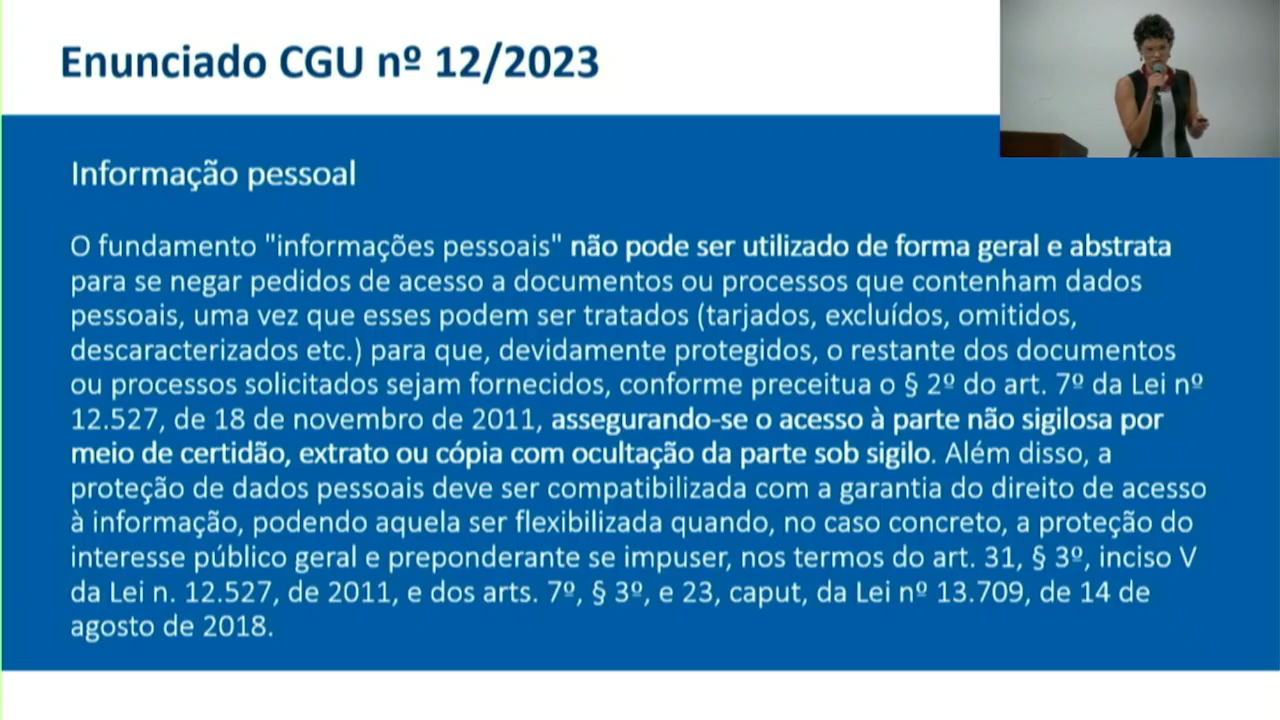 Enunciado CGU nº 12/2023
Informação pessoal
O fundamento "informações pessoais" não pode ser utilizado de forma geral e abstrata
para se negar pedidos de acesso a documentos ou processos que contenham dados
pessoais, uma vez que esses podem ser tratados (tarjados, excluídos, omitidos,
descaracterizados etc.) para que, devidamente protegidos, o restante dos documentos
ou processos solicitados sejam fornecidos, conforme preceitua o § 2º do art. 7º da Lei nº
12.527, de 18 de novembro de 2011, assegurando-se o acesso à parte não sigilosa por
meio de certidão, extrato ou cópia com ocultação da parte sob sigilo. Além disso, a
proteção de dados pessoais deve ser compatibilizada com a garantia do direito de acesso
à informação, podendo aquela ser flexibilizada quando, no caso concreto, a proteção do
interesse público geral e preponderante se impuser, nos termos do art. 31, § 3º, inciso V
da Lei n. 12.527, de 2011, e dos arts. 7º, § 3º, e 23, caput, da Lei nº 13.709, de 14 de
agosto de 2018.